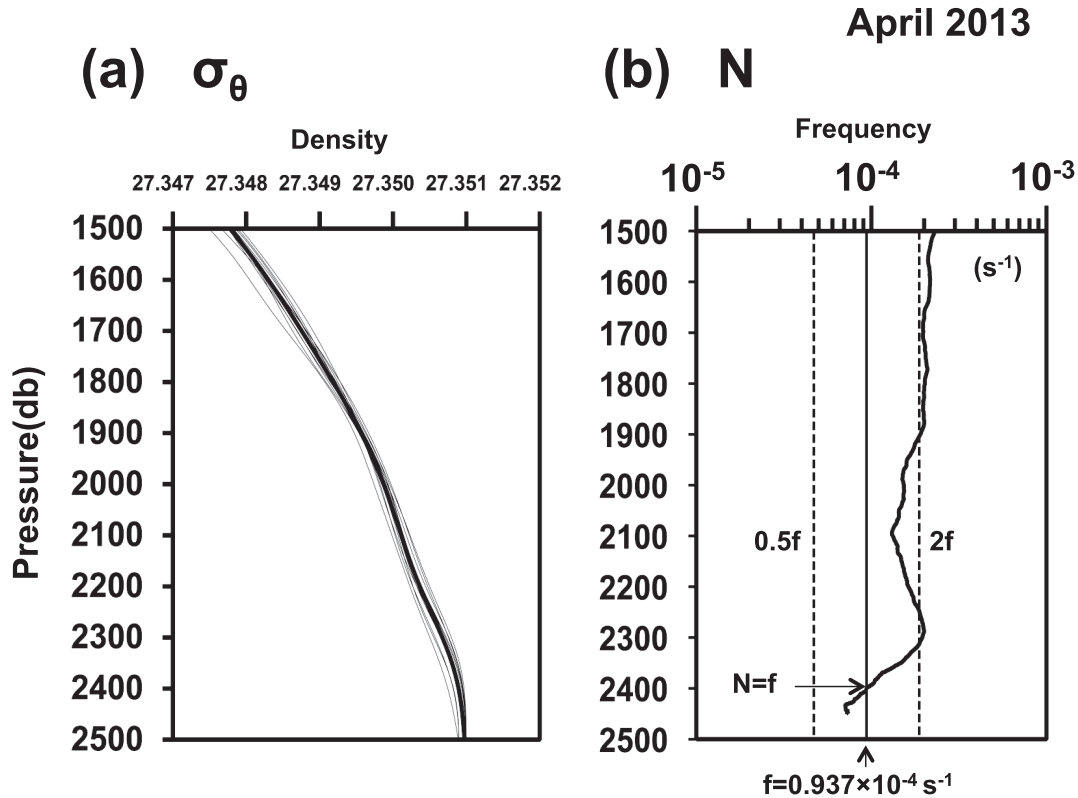 April 2013
(a) σθ
Density
27.347 27.348 27.349 27.350 27.351 27.352
Pressure(db)
1500
1600
1700
1800
1900
2000
2100
2200
2300
2400
2500
(b) N
Frequency
10-5 10-4 10-3
(s-1)
1500
1600
1700
1800
1900
2000
2100
2200
2300
2400
2500
0.5f
2f
N=f
f=0.937×10-4 s-1